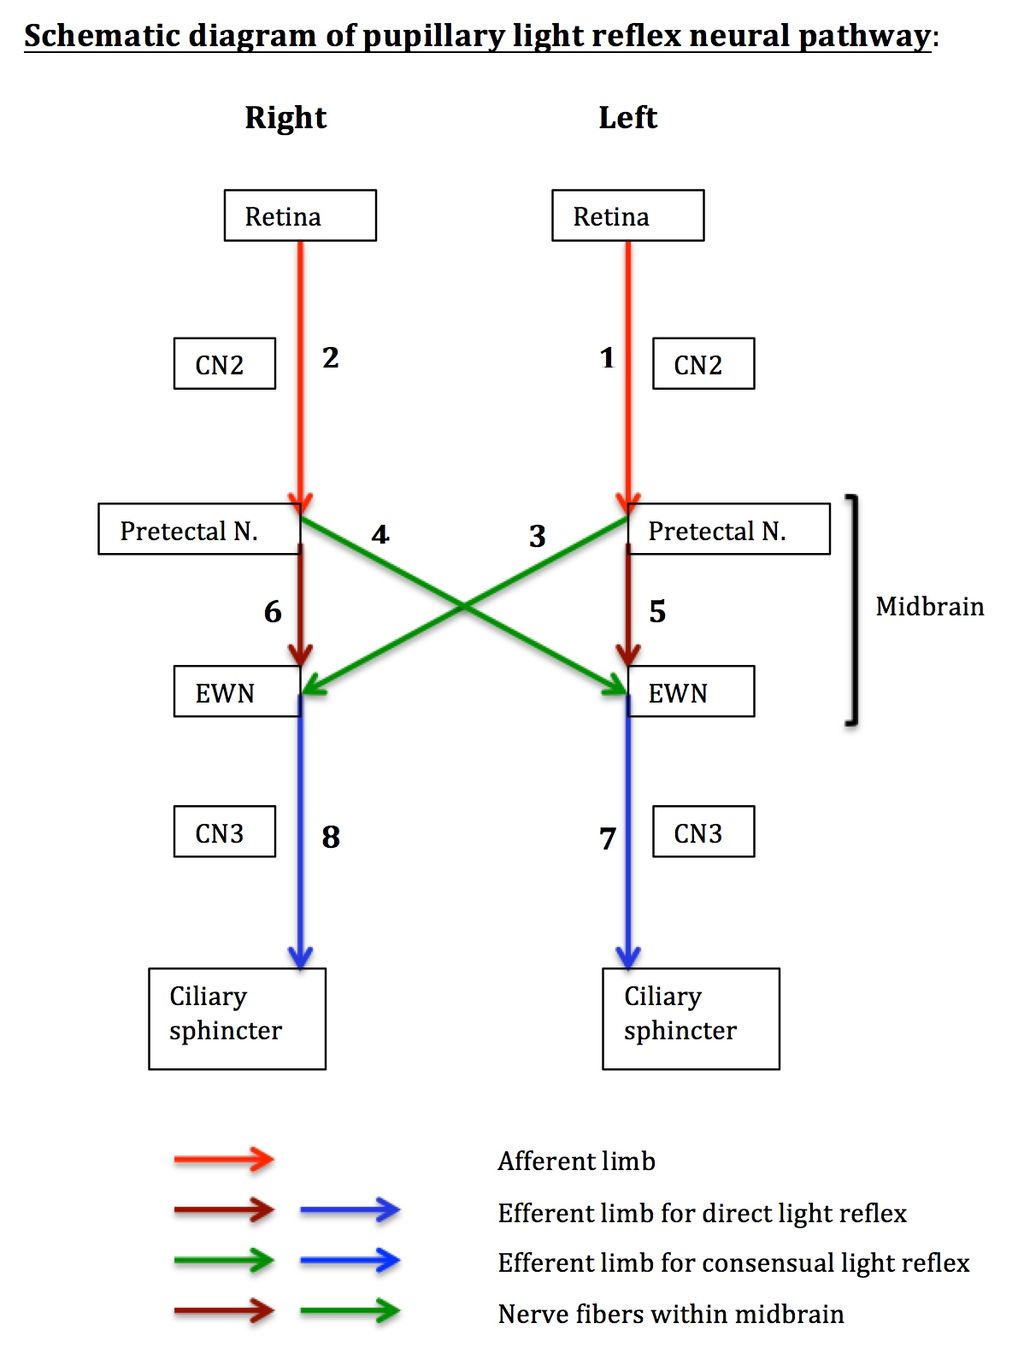 Schematic diagram of pupillary light reflex neural pathway:
Right
Left
Retina
Retina
CN2
2
1
CN2
Pretectal N.
4
3
Pretectal N.
6
5
Midbrain
EWN
EWN
CN3
8
7
CN3
Ciliary
sphincter
Ciliary
sphincter
Afferent limb
Efferent limb for direct light reflex
Efferent limb for consensual light reflex
Nerve fibers within midbrain